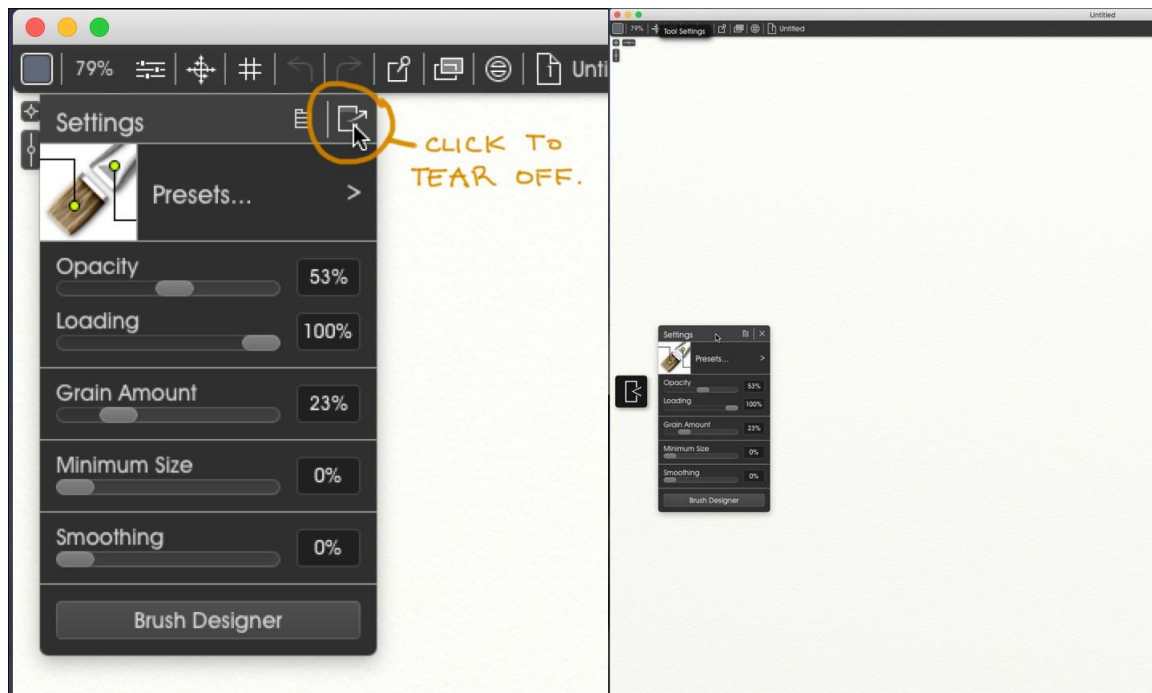 79%
Unti
Settings
CLICK TO
TEAR OFF.
Presets... >
Opacity
53%
Loading
100%
Grain Amount
23%
Minimum Size
0%
Smoothing
0%
Brush Designer
Untitled
79%
Tool Settings
Untitled
Settings
Presets... >
Opacity
53%
Loading
100%
Grain Amount
23%
Minimum Size
0%
Smoothing
0%
Brush Designer